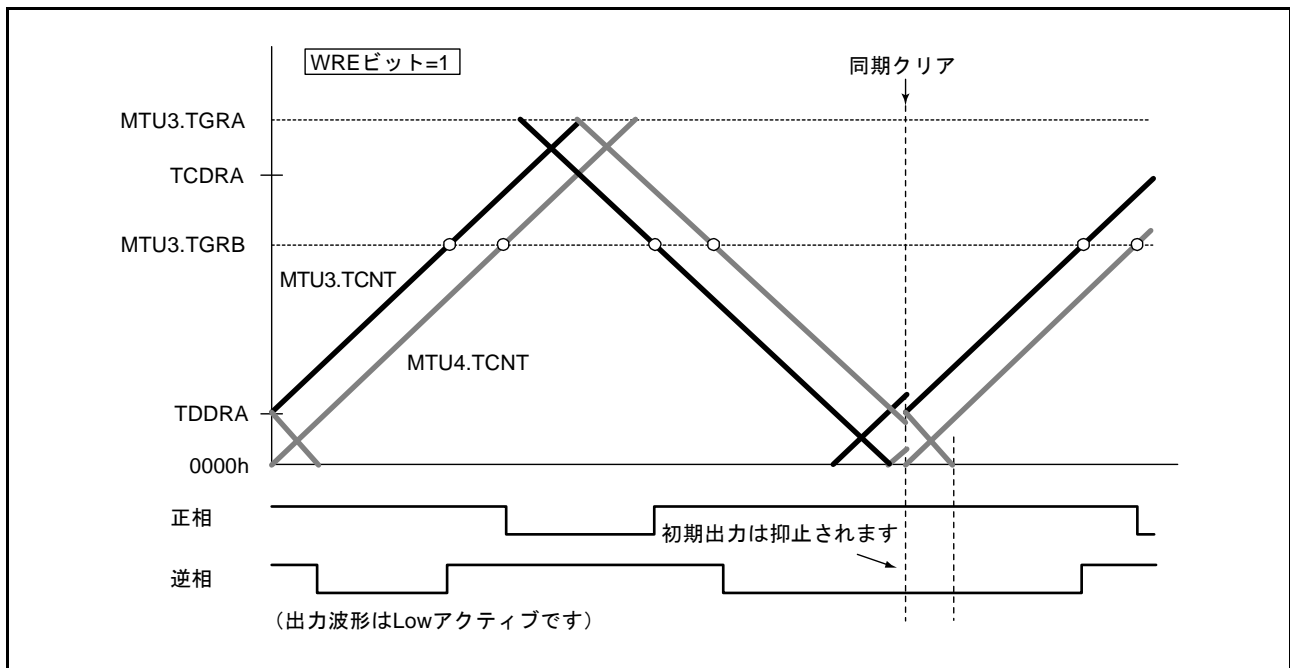 WREビット=1
同期クリア
MTU3.TGRA
TCDRA
MTU3.TGRB
MTU3.TCNT
MTU4.TCNT
TDDRA
0000h
正相
初期出力は抑止されます
逆相
（出力波形はLowアクティブです）